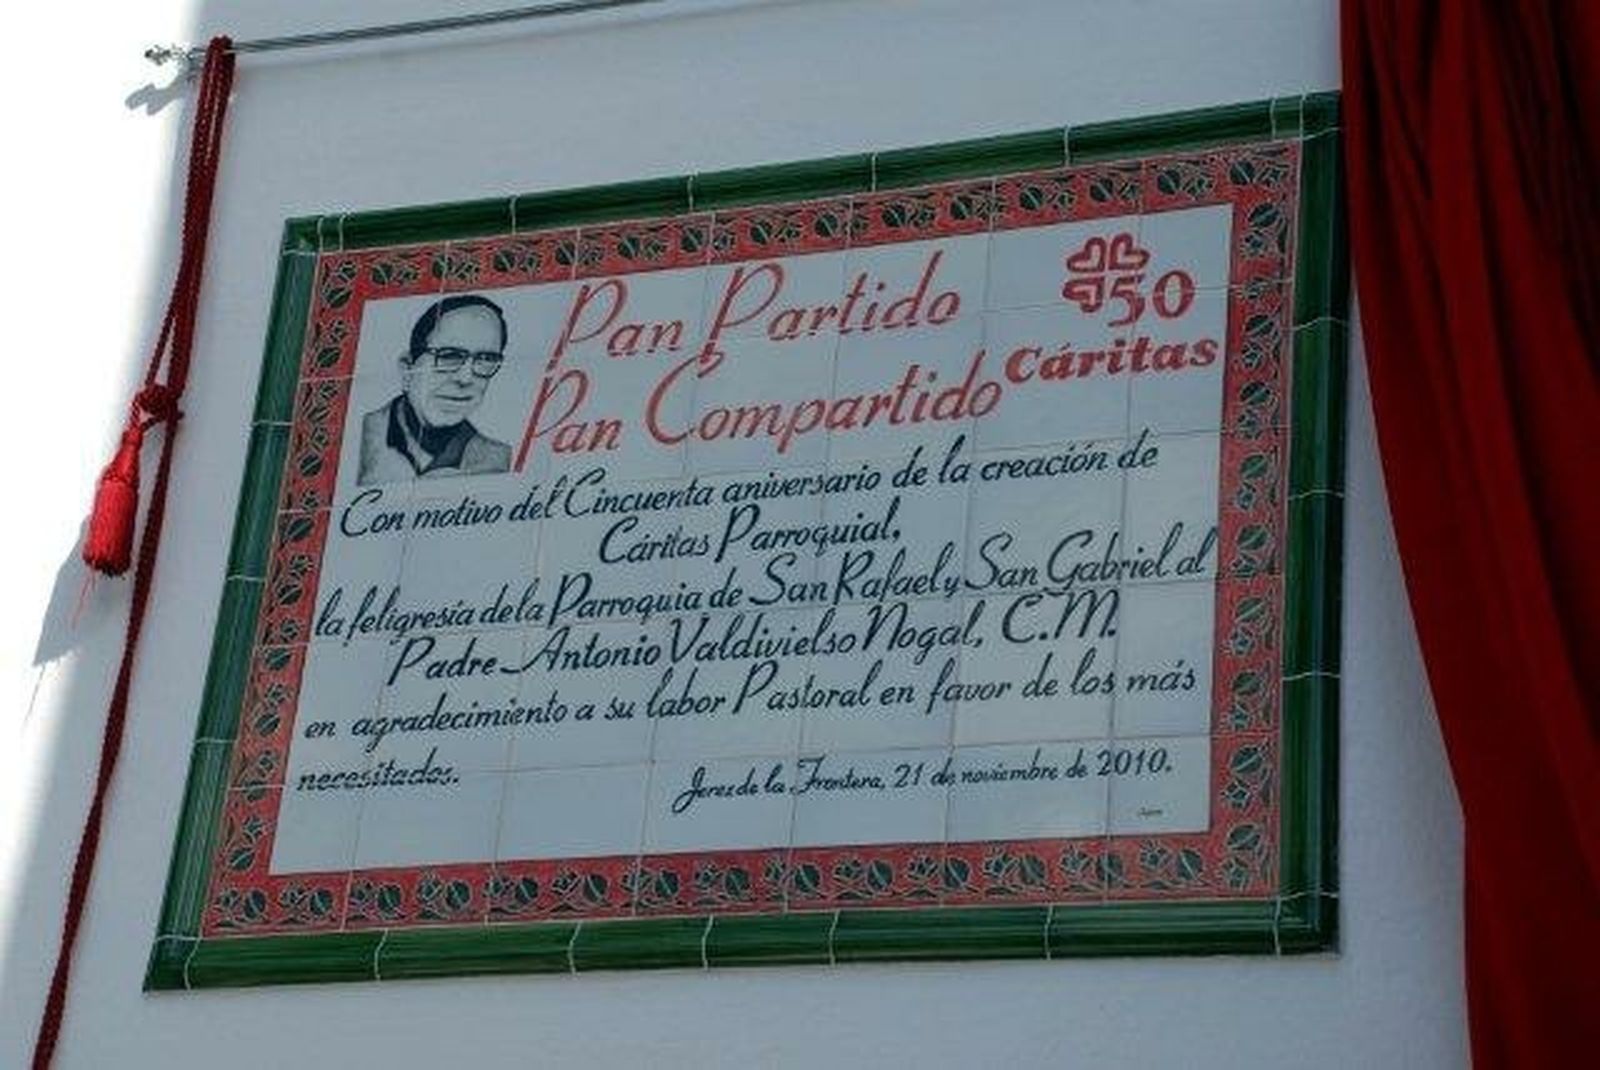 Pan Partido
50
Pan Compartido
Cáritas
Con motivo del Cincuenta aniversario de la creación de
Cáritas Parroquial,
la feligresía de la Parroquia de San Rafael y San Gabriel al
Padre Antonio Valdivielso Nogal, C.M.
en agradecimiento a su labor Pastoral en favor de los más
necesitados.
Jerez de la Frontera, 21 de noviembre de 2010.